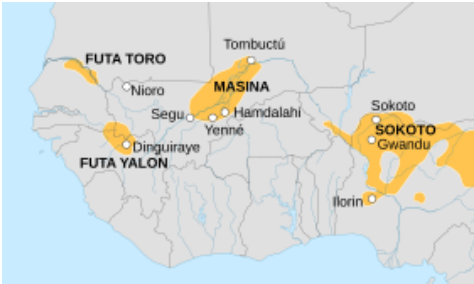 Tombuctú
FUTA TORO
Nioro
MASINA
Segu
Hamdalahi
Yenné
Sokoto
SOKOTO
Gwandu
Dinguiraye
FUTA YALON
Ilorin